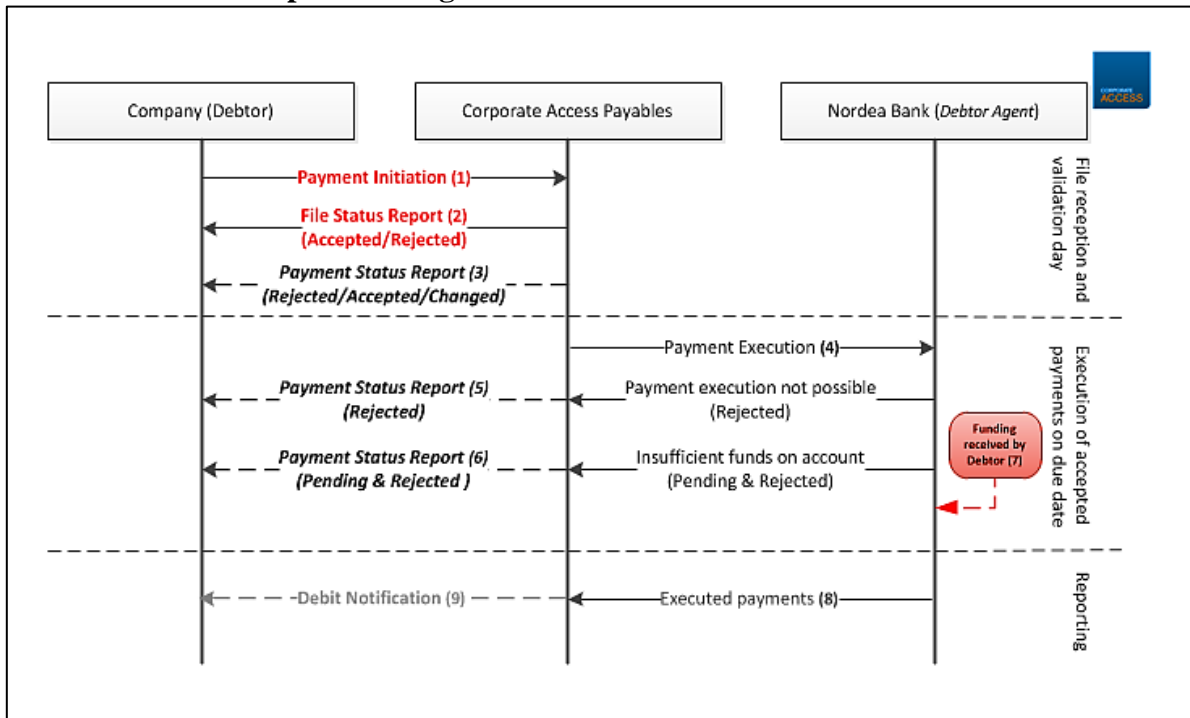 Company (Debtor)
Corporate Access Payables
Nordea Bank (Debtor Agent)
CORPORATE
ACCESS
Payment Initiation (1)
File Status Report (2)
(Accepted/Rejected)
Payment Status Report (3)
(Rejected/Accepted/Changed)
File reception and
validation day
Payment Execution (4)
Payment Status Report (5)
(Rejected)
Payment execution not possible
(Rejected)
Payment Status Report (6)
(Pending & Rejected )
Insufficient funds on account
(Pending & Rejected)
Funding
received by
Debtor (7)
Execution of accepted
payments on due date
Debit Notification (9)
Executed payments (8)
Reporting